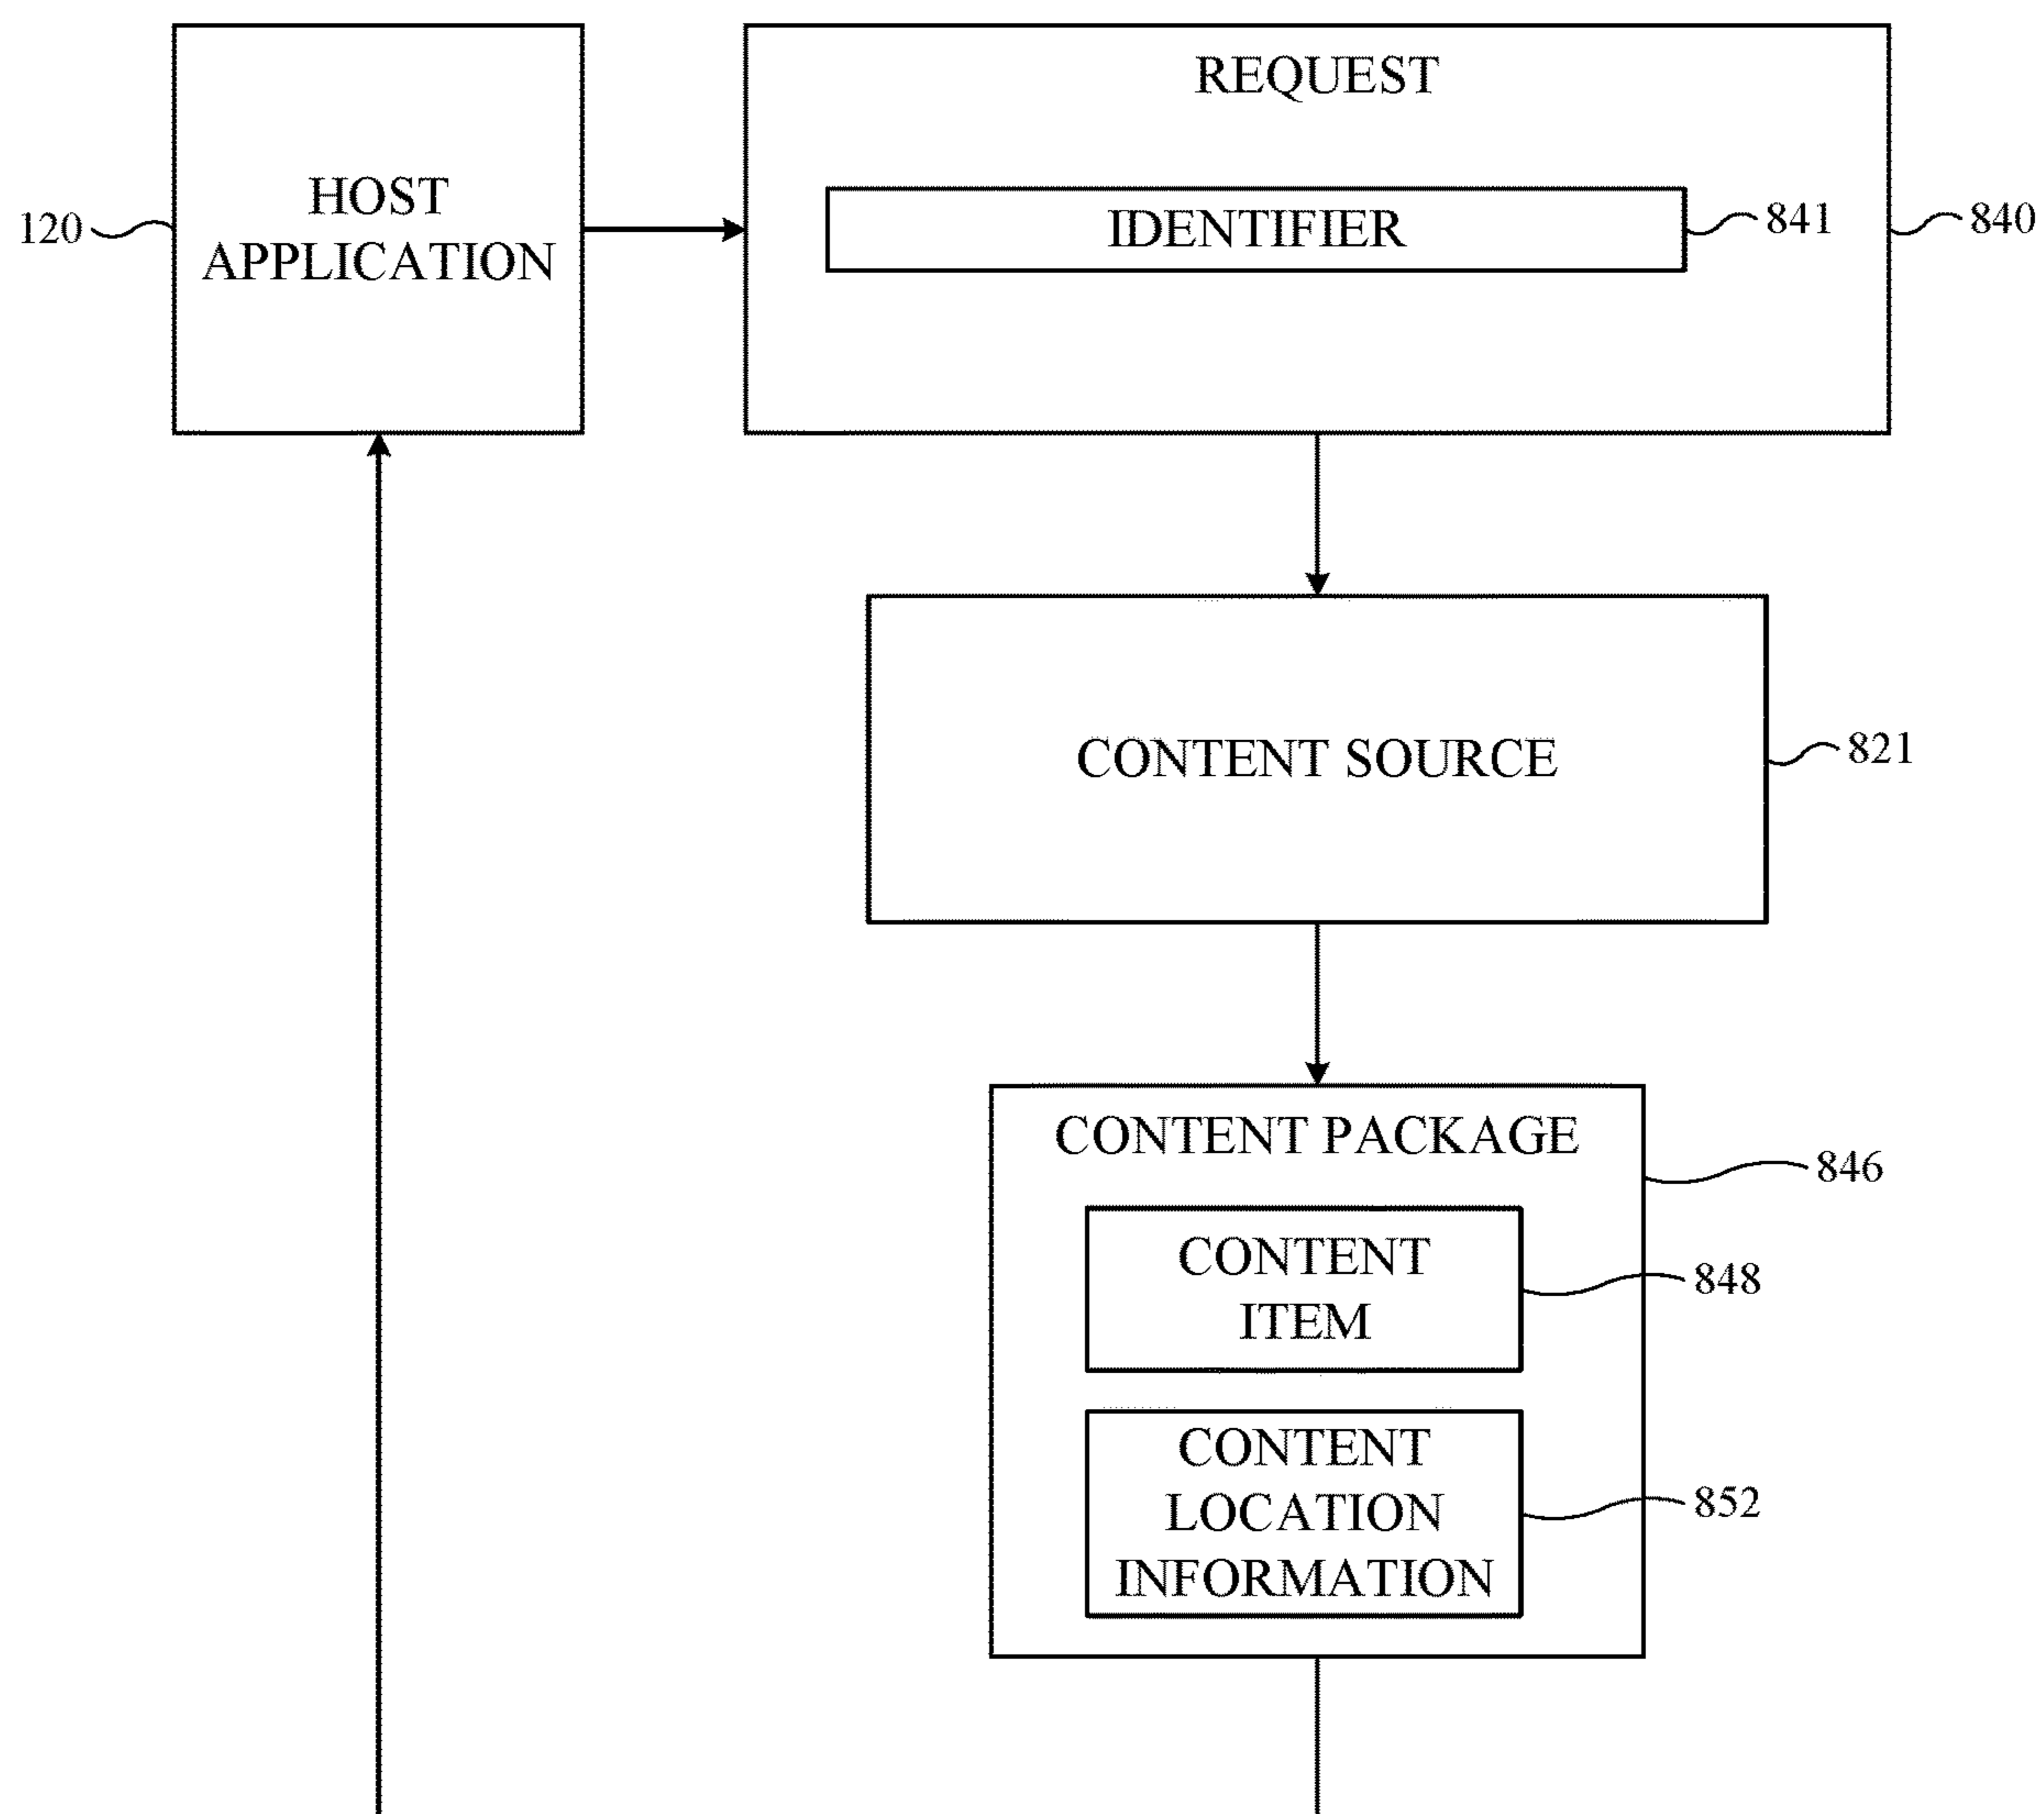 REQUEST
HOST
APPLICATION
120
IDENTIFIER
841
840
CONTENT SOURCE
821
CONTENT PACKAGE
846
CONTENT
ITEM
848
CONTENT
LOCATION
INFORMATION
852